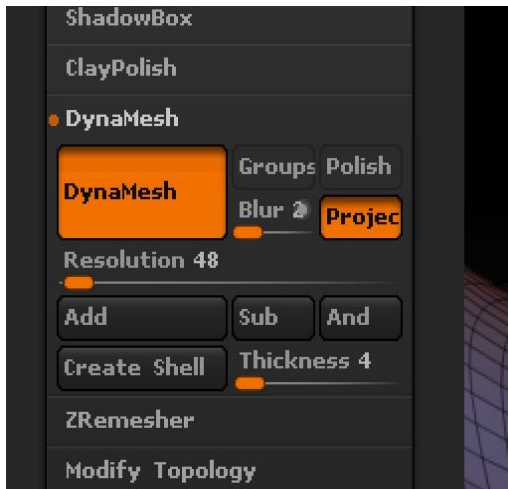 ShadowBox
ClayPolish
DynaMesh
DynaMesh
Groups Polish
Blur 2
Projec
Resolution 48
Add Sub And
Create Shell Thickness 4
ZRemesher
Modify Topology